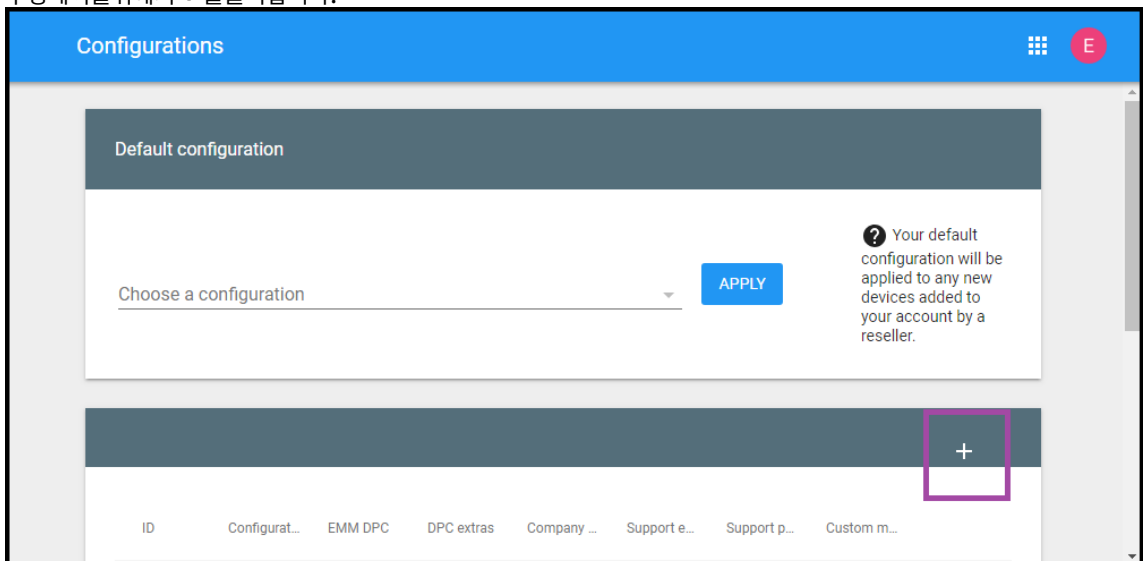 Configurations
E
Default configuration
Choose a configuration
APPLY
? Your default
configuration will be
applied to any new
devices added to
your account by a
reseller.
+
ID Configurat... EMM DPC DPC extras Company ... Support e... Support p... Custom m...